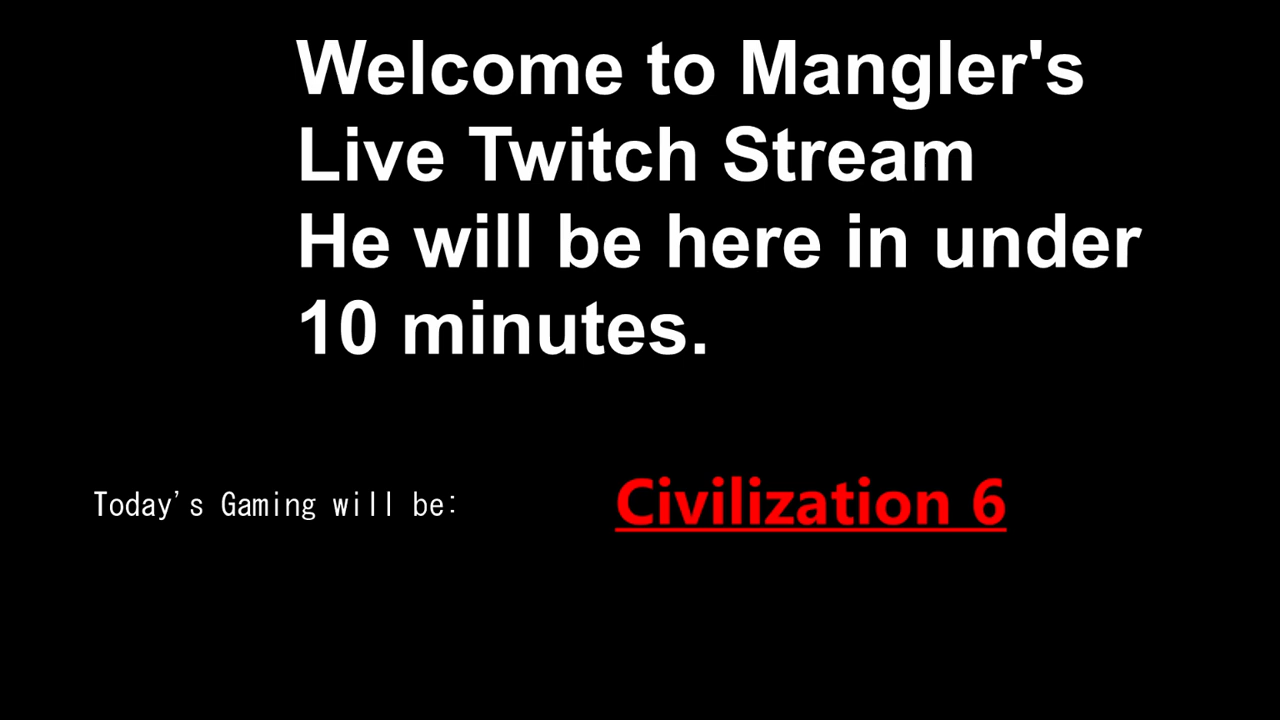 Welcome to Mangler's
Live Twitch Stream
He will be here in under
10 minutes.
Today's Gaming will be: Civilization 6